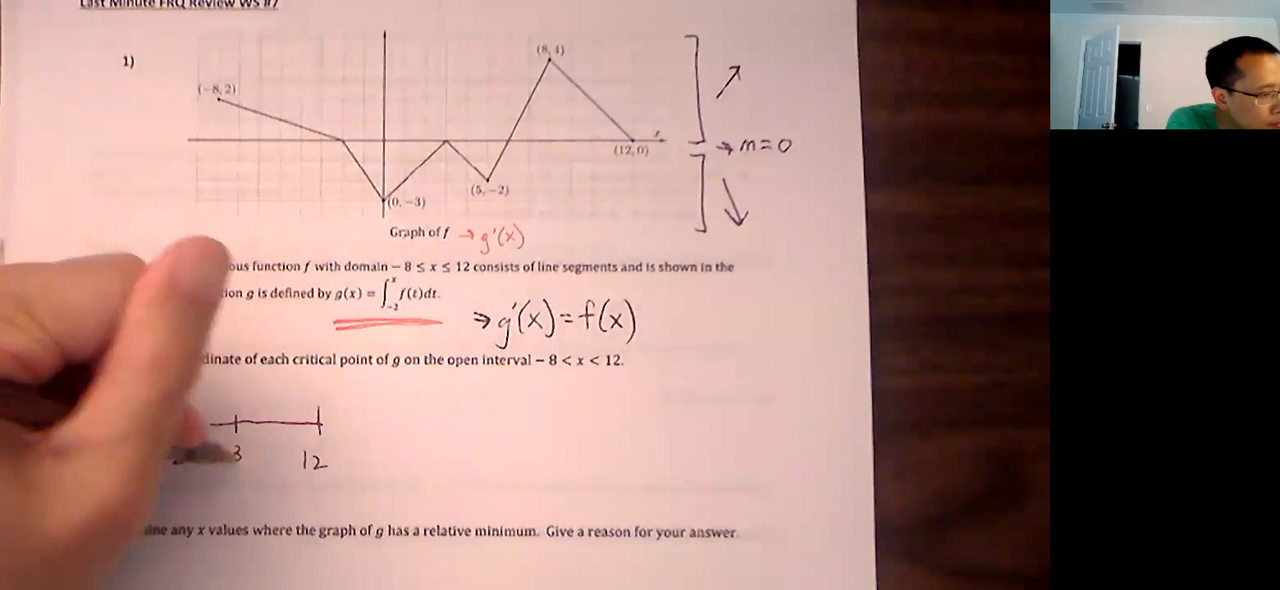 Last Minute FRQ Review WS #7
1)
(8, 4)
(−8, 2)
→ m = 0
(12, 0)
(5, −2)
(0, −3)
Graph of f → g'(x)
ous function f with domain − 8 ≤ x ≤ 12 consists of line segments and is shown in the
ion g is defined by g(x) = ∫_{−2}^{x} f(t)dt.
⇒ g'(x) = f(x)
dinate of each critical point of g on the open interval − 8 < x < 12.
3 12
ine any x values where the graph of g has a relative minimum. Give a reason for your answer.